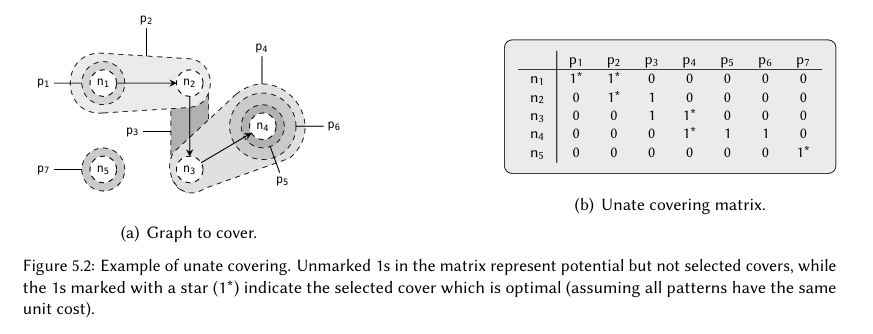 p2
p4
p1
n1
n2
p3
n4
p6
p7
n5
n3
p5
p1 p2 p3 p4 p5 p6 p7
n1 1* 1* 0 0 0 0 0
n2 0 1* 1 0 0 0 0
n3 0 0 1 1* 0 0 0
n4 0 0 0 1* 1 1 0
n5 0 0 0 0 0 0 1*
(a) Graph to cover.
(b) Unate covering matrix.
Figure 5.2: Example of unate covering. Unmarked 1s in the matrix represent potential but not selected covers, while
the 1s marked with a star (1*) indicate the selected cover which is optimal (assuming all patterns have the same
unit cost).